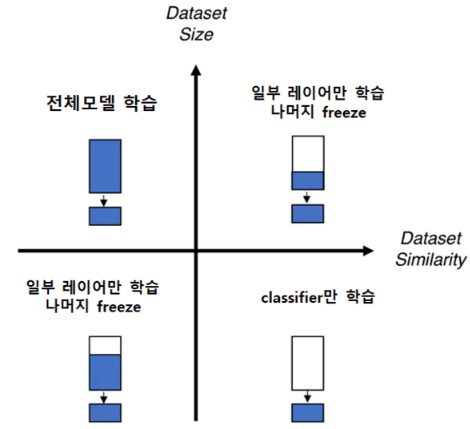 Dataset
Size
전체모델 학습
일부 레이어만 학습
나머지 freeze
Dataset
Similarity
일부 레이어만 학습
나머지 freeze
classifier만 학습